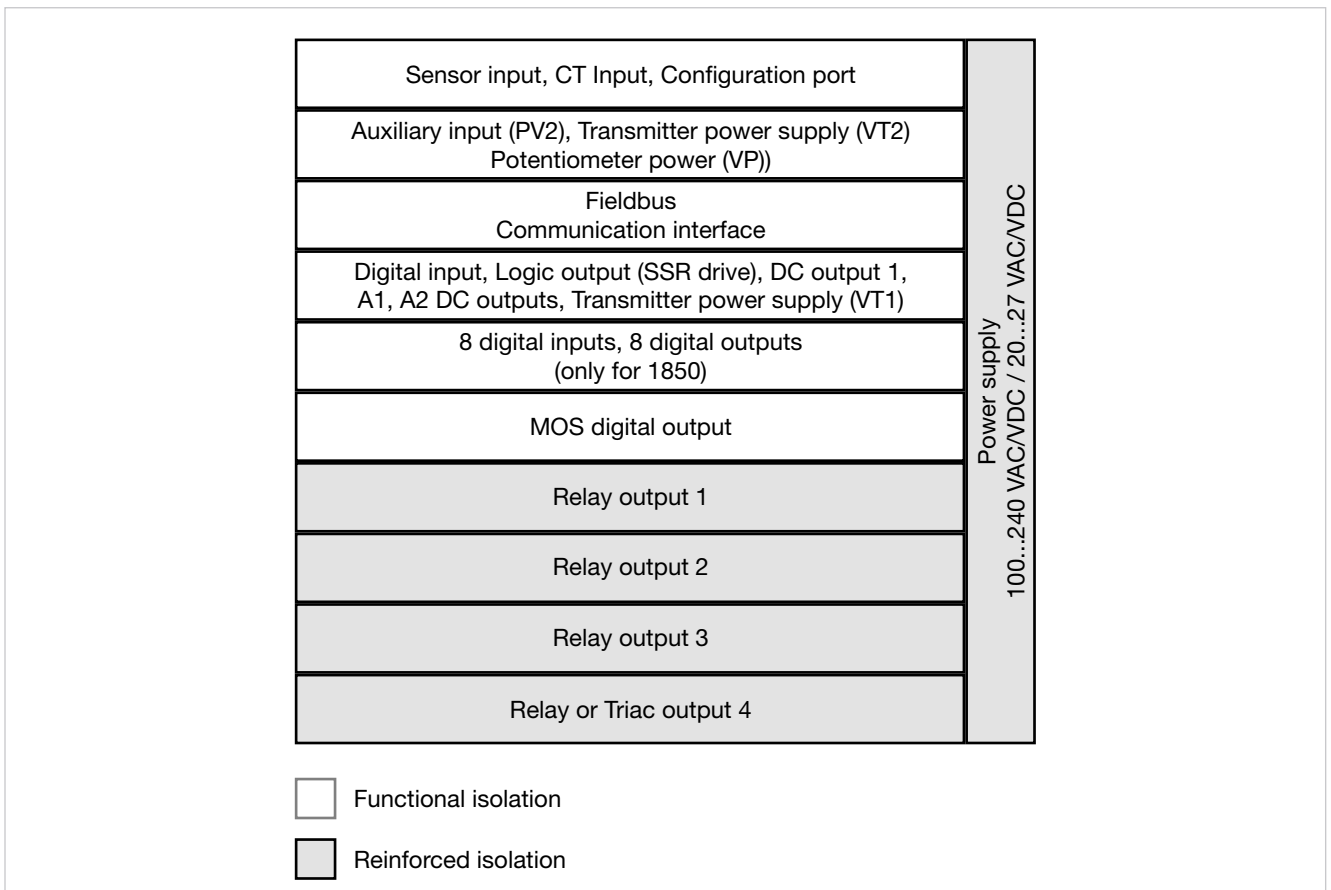 Sensor input, CT Input, Configuration port
Auxiliary input (PV2), Transmitter power supply (VT2)
Potentiometer power (VP))
Fieldbus
Communication interface
Digital input, Logic output (SSR drive), DC output 1,
A1, A2 DC outputs, Transmitter power supply (VT1)
8 digital inputs, 8 digital outputs
(only for 1850)
MOS digital output
Relay output 1
Relay output 2
Relay output 3
Relay or Triac output 4
Power supply
100...240 VAC/VDC / 20...27 VAC/VDC
Functional isolation
Reinforced isolation